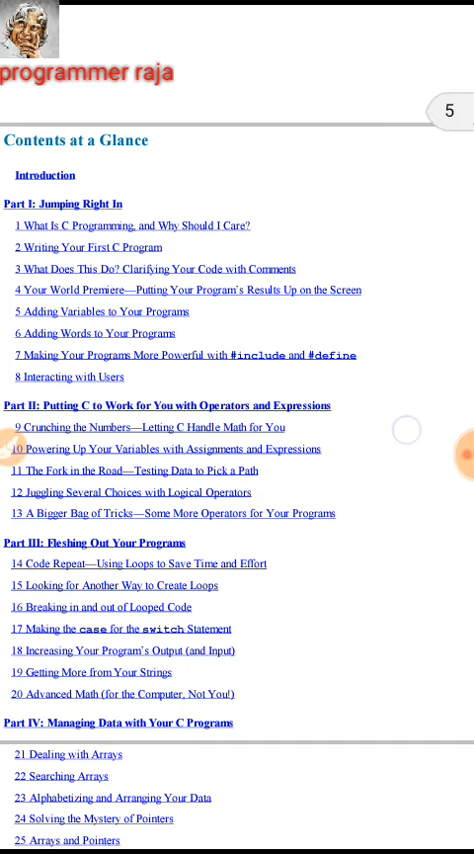 programmer raja
5
Contents at a Glance
Introduction
Part I: Jumping Right In
1 What Is C Programming, and Why Should I Care?
2 Writing Your First C Program
3 What Does This Do? Clarifying Your Code with Comments
4 Your World Premiere—Putting Your Program's Results Up on the Screen
5 Adding Variables to Your Programs
6 Adding Words to Your Programs
7 Making Your Programs More Powerful with #include and #define
8 Interacting with Users
Part II: Putting C to Work for You with Operators and Expressions
9 Crunching the Numbers—Letting C Handle Math for You
10 Powering Up Your Variables with Assignments and Expressions
11 The Fork in the Road—Testing Data to Pick a Path
12 Juggling Several Choices with Logical Operators
13 A Bigger Bag of Tricks—Some More Operators for Your Programs
Part III: Fleshing Out Your Programs
14 Code Repeat—Using Loops to Save Time and Effort
15 Looking for Another Way to Create Loops
16 Breaking in and out of Looped Code
17 Making the case for the switch Statement
18 Increasing Your Program's Output (and Input)
19 Getting More from Your Strings
20 Advanced Math (for the Computer, Not You!)
Part IV: Managing Data with Your C Programs
21 Dealing with Arrays
22 Searching Arrays
23 Alphabetizing and Arranging Your Data
24 Solving the Mystery of Pointers
25 Arrays and Pointers